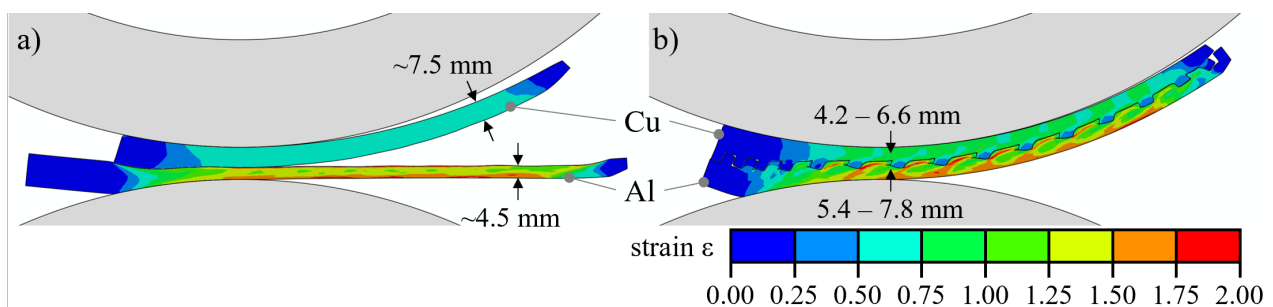 a)
~7.5 mm
Cu
Al
~4.5 mm
b)
4.2 – 6.6 mm
5.4 – 7.8 mm
strain ε
0.00 0.25 0.50 0.75 1.00 1.25 1.50 1.75 2.00